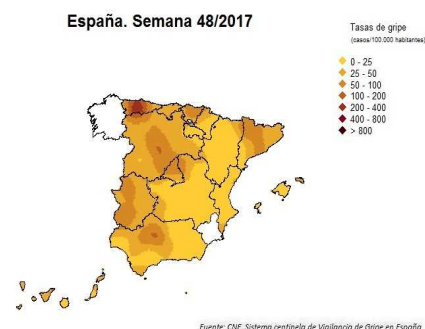 España. Semana 48/2017
Tasas de gripe
(casos/100.000 habitantes)
0 - 25
25 - 50
50 - 100
100 - 200
200 - 400
400 - 800
> 800
Fuente: CNE. Sistema centinela de Vigilancia de Gripe en España